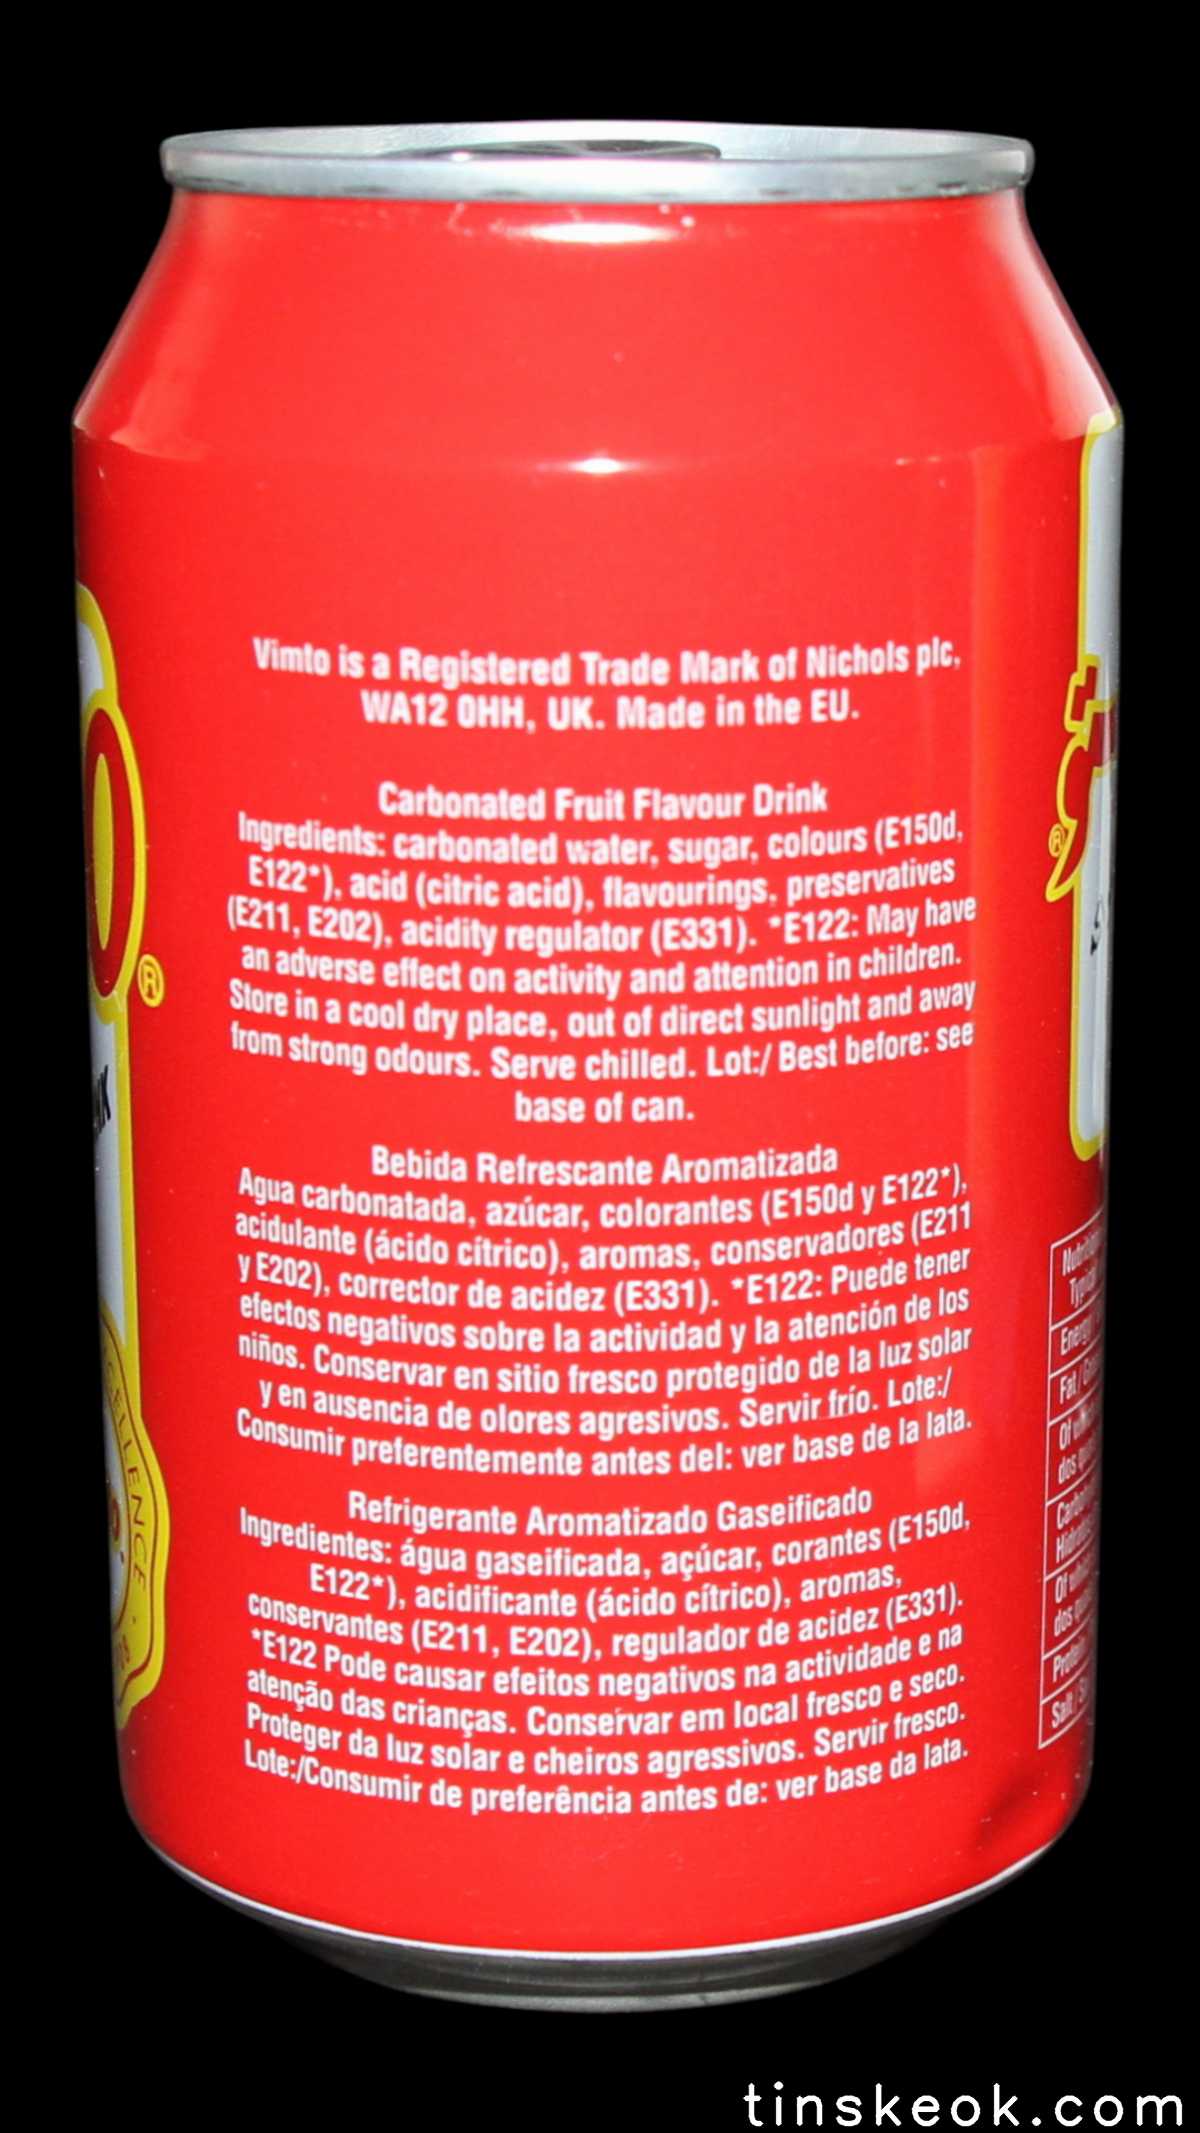 Vimto is a Registered Trade Mark of Nichols plc,
WA12 0HH, UK. Made in the EU.
Carbonated Fruit Flavour Drink
Ingredients: carbonated water, sugar, colours (E150d,
E122*), acid (citric acid), flavourings, preservatives
(E211, E202), acidity regulator (E331). *E122: May have
an adverse effect on activity and attention in children.
Store in a cool dry place, out of direct sunlight and away
from strong odours. Serve chilled. Lot:/ Best before: see
base of can.
Bebida Refrescante Aromatizada
Agua carbonatada, azúcar, colorantes (E150d y E122*),
acidulante (ácido cítrico), aromas, conservadores (E211
y E202), corrector de acidez (E331). *E122: Puede tener
efectos negativos sobre la actividad y la atención de los
niños. Conservar en sitio fresco protegido de la luz solar
y en ausencia de olores agresivos. Servir frío. Lote:/
Consumir preferentemente antes del: ver base de la lata.
Refrigerante Aromatizado Gaseificado
Ingredientes: água gaseificada, açúcar, corantes (E150d,
E122*), acidificante (ácido cítrico), aromas,
conservantes (E211, E202), regulador de acidez (E331).
*E122 Pode causar efeitos negativos na actividade e na
atenção das crianças. Conservar em local fresco e seco.
Proteger da luz solar e cheiros agressivos. Servir fresco.
Lote:/Consumir de preferência antes de: ver base da lata.
®
®
Energy
Fat /
Of
dos
Of
dos
Salt /
tinskeok.com